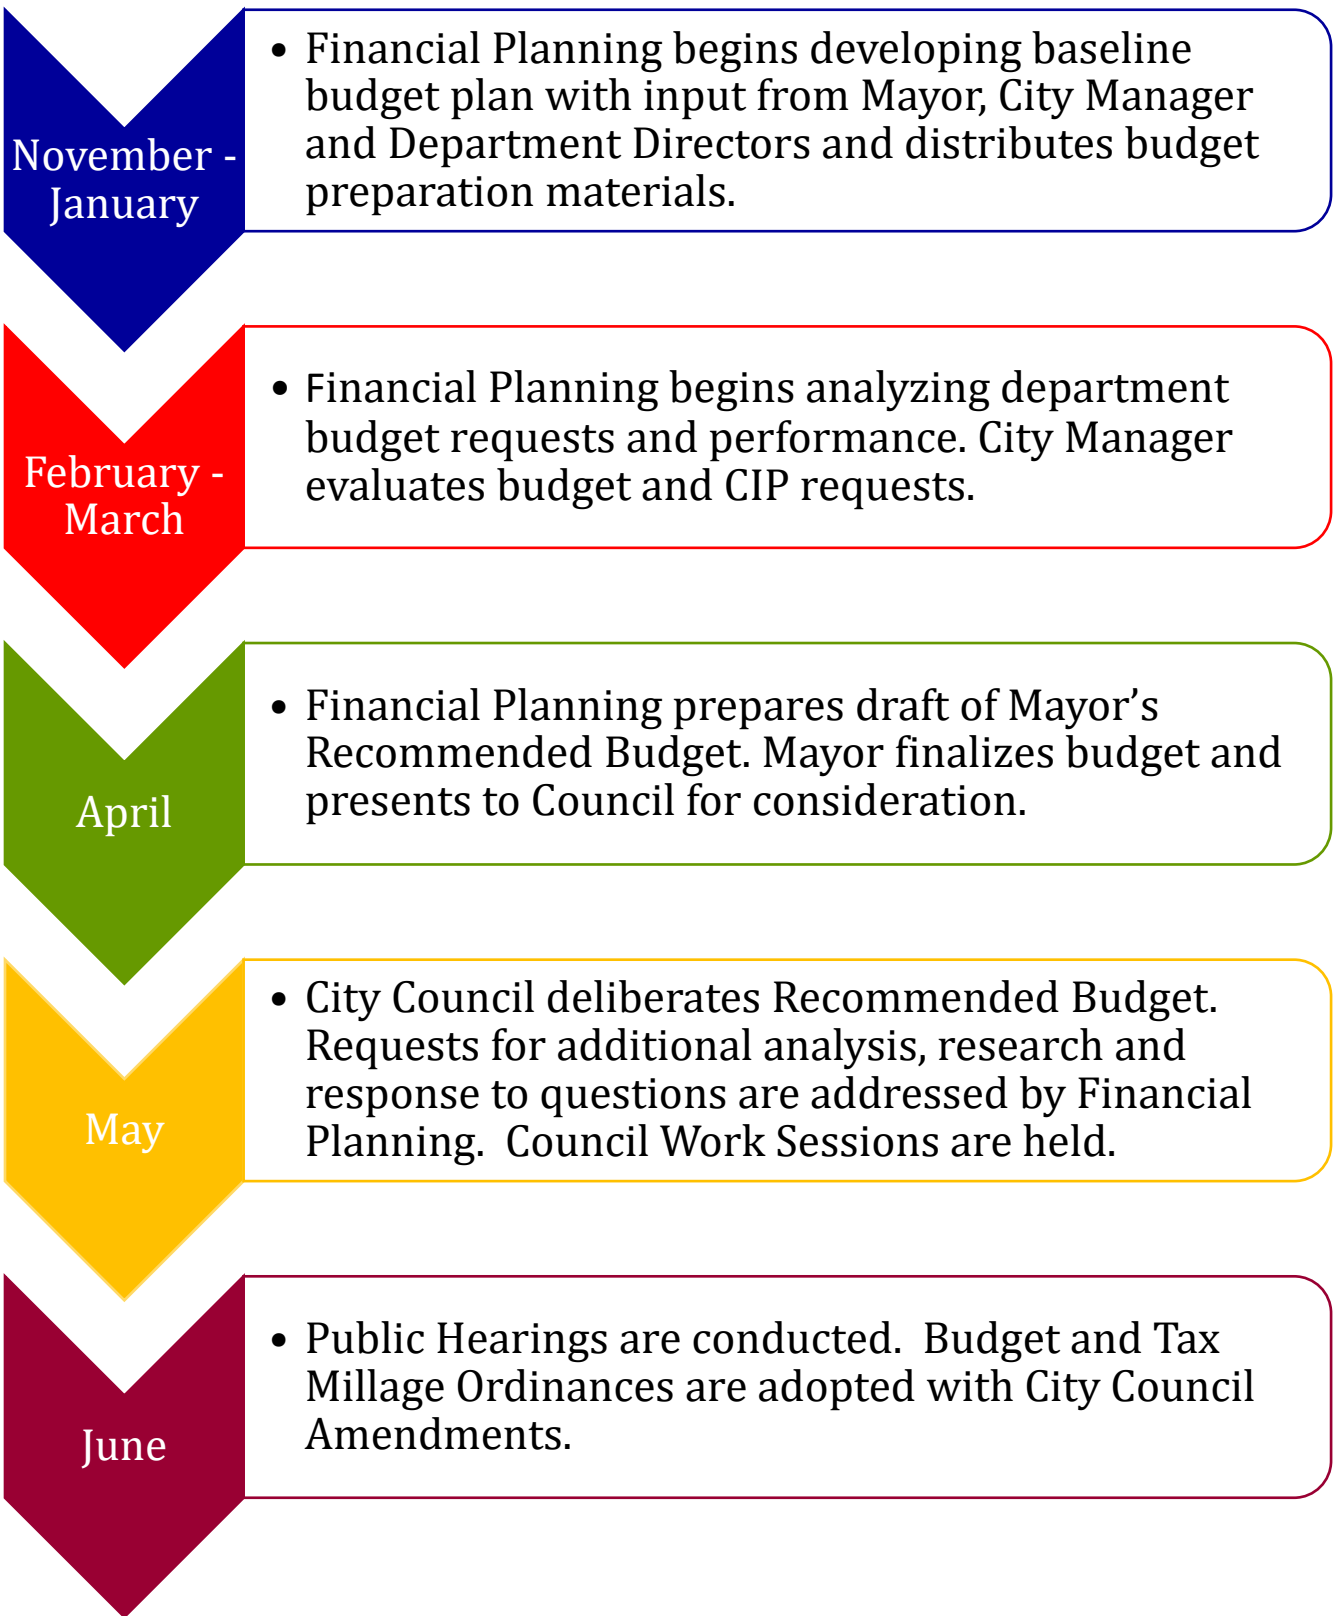 November -
January
• Financial Planning begins developing baseline
budget plan with input from Mayor, City Manager
and Department Directors and distributes budget
preparation materials.
February -
March
• Financial Planning begins analyzing department
budget requests and performance. City Manager
evaluates budget and CIP requests.
April
• Financial Planning prepares draft of Mayor’s
Recommended Budget. Mayor finalizes budget and
presents to Council for consideration.
May
• City Council deliberates Recommended Budget.
Requests for additional analysis, research and
response to questions are addressed by Financial
Planning.  Council Work Sessions are held.
June
• Public Hearings are conducted.  Budget and Tax
Millage Ordinances are adopted with City Council
Amendments.